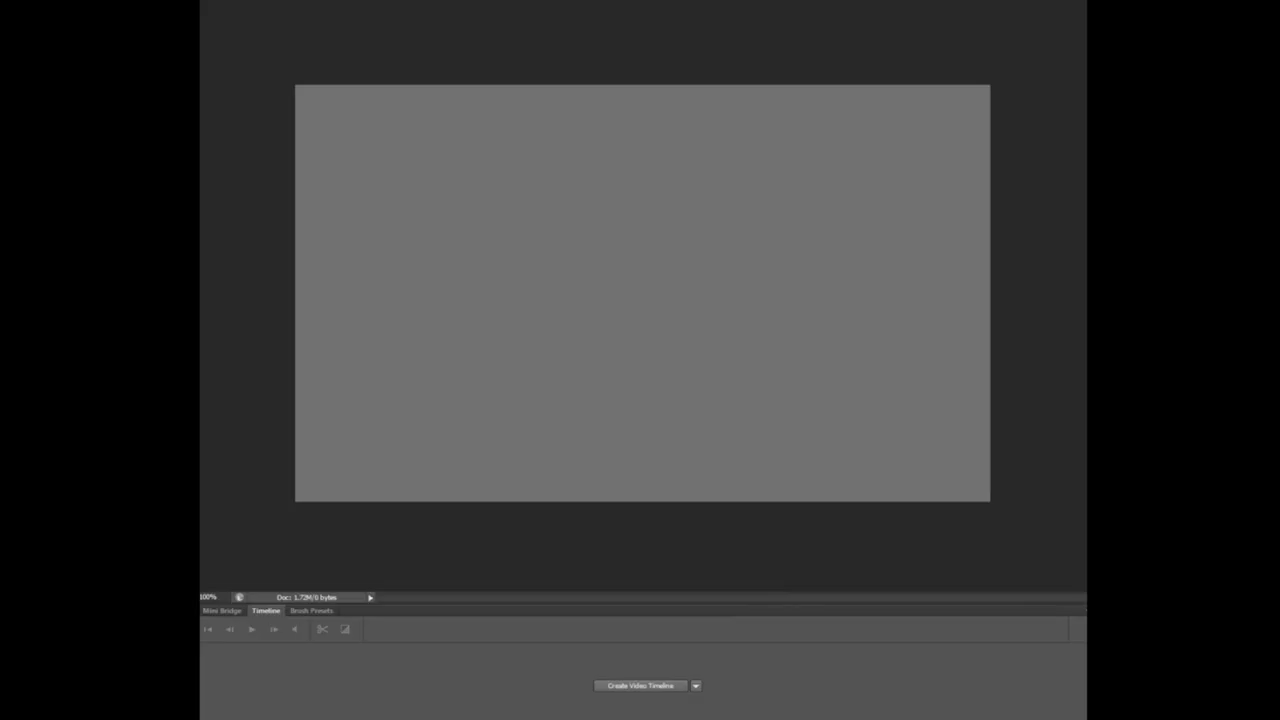 100% Doc: 1.72M/0 bytes
Mini Bridge Timeline Brush Presets
Create Video Timeline